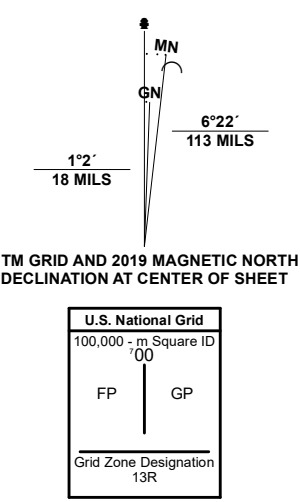 MN
GN
6°22´
113 MILS
1°2´
18 MILS
TM GRID AND 2019 MAGNETIC NORTH
DECLINATION AT CENTER OF SHEET
U.S. National Grid
100,000 - m Square ID
⁷00
FP GP
Grid Zone Designation
13R